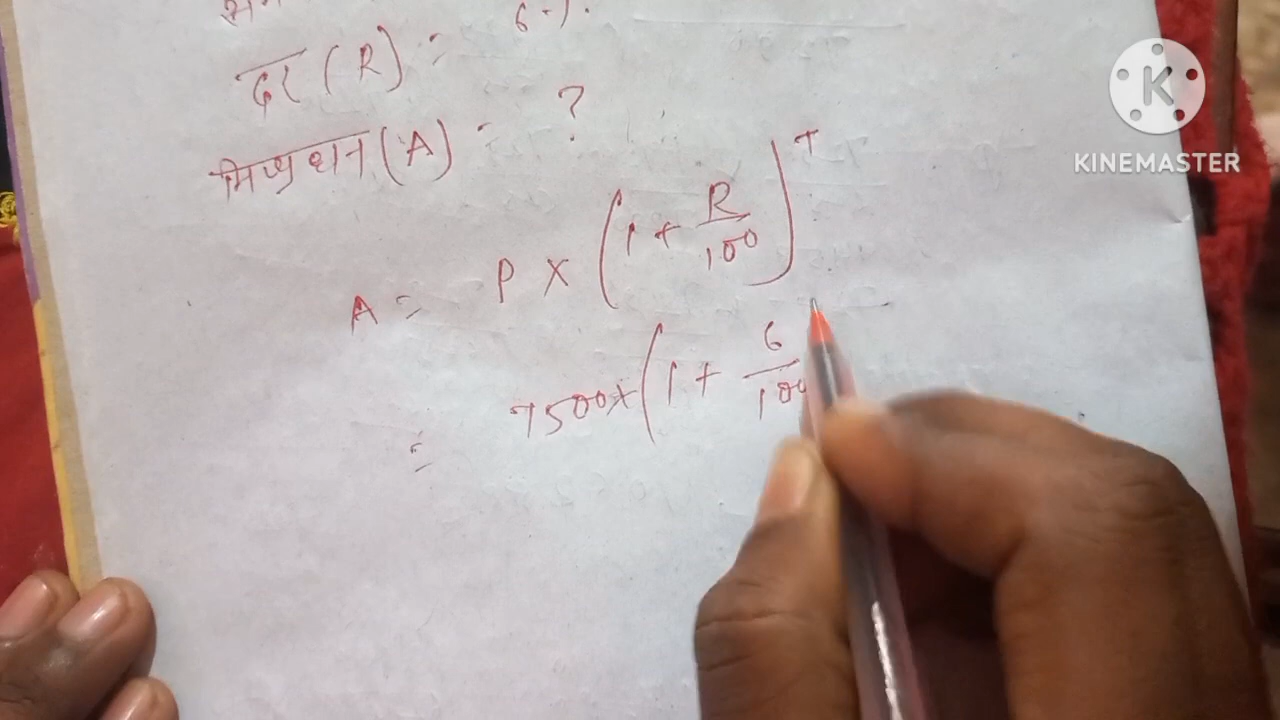 6%
दर (R) =
मिश्रधन (A) = ?
A = P × (1 + R/100)^T
= 7500 × (1 + 6/100
KINEMASTER